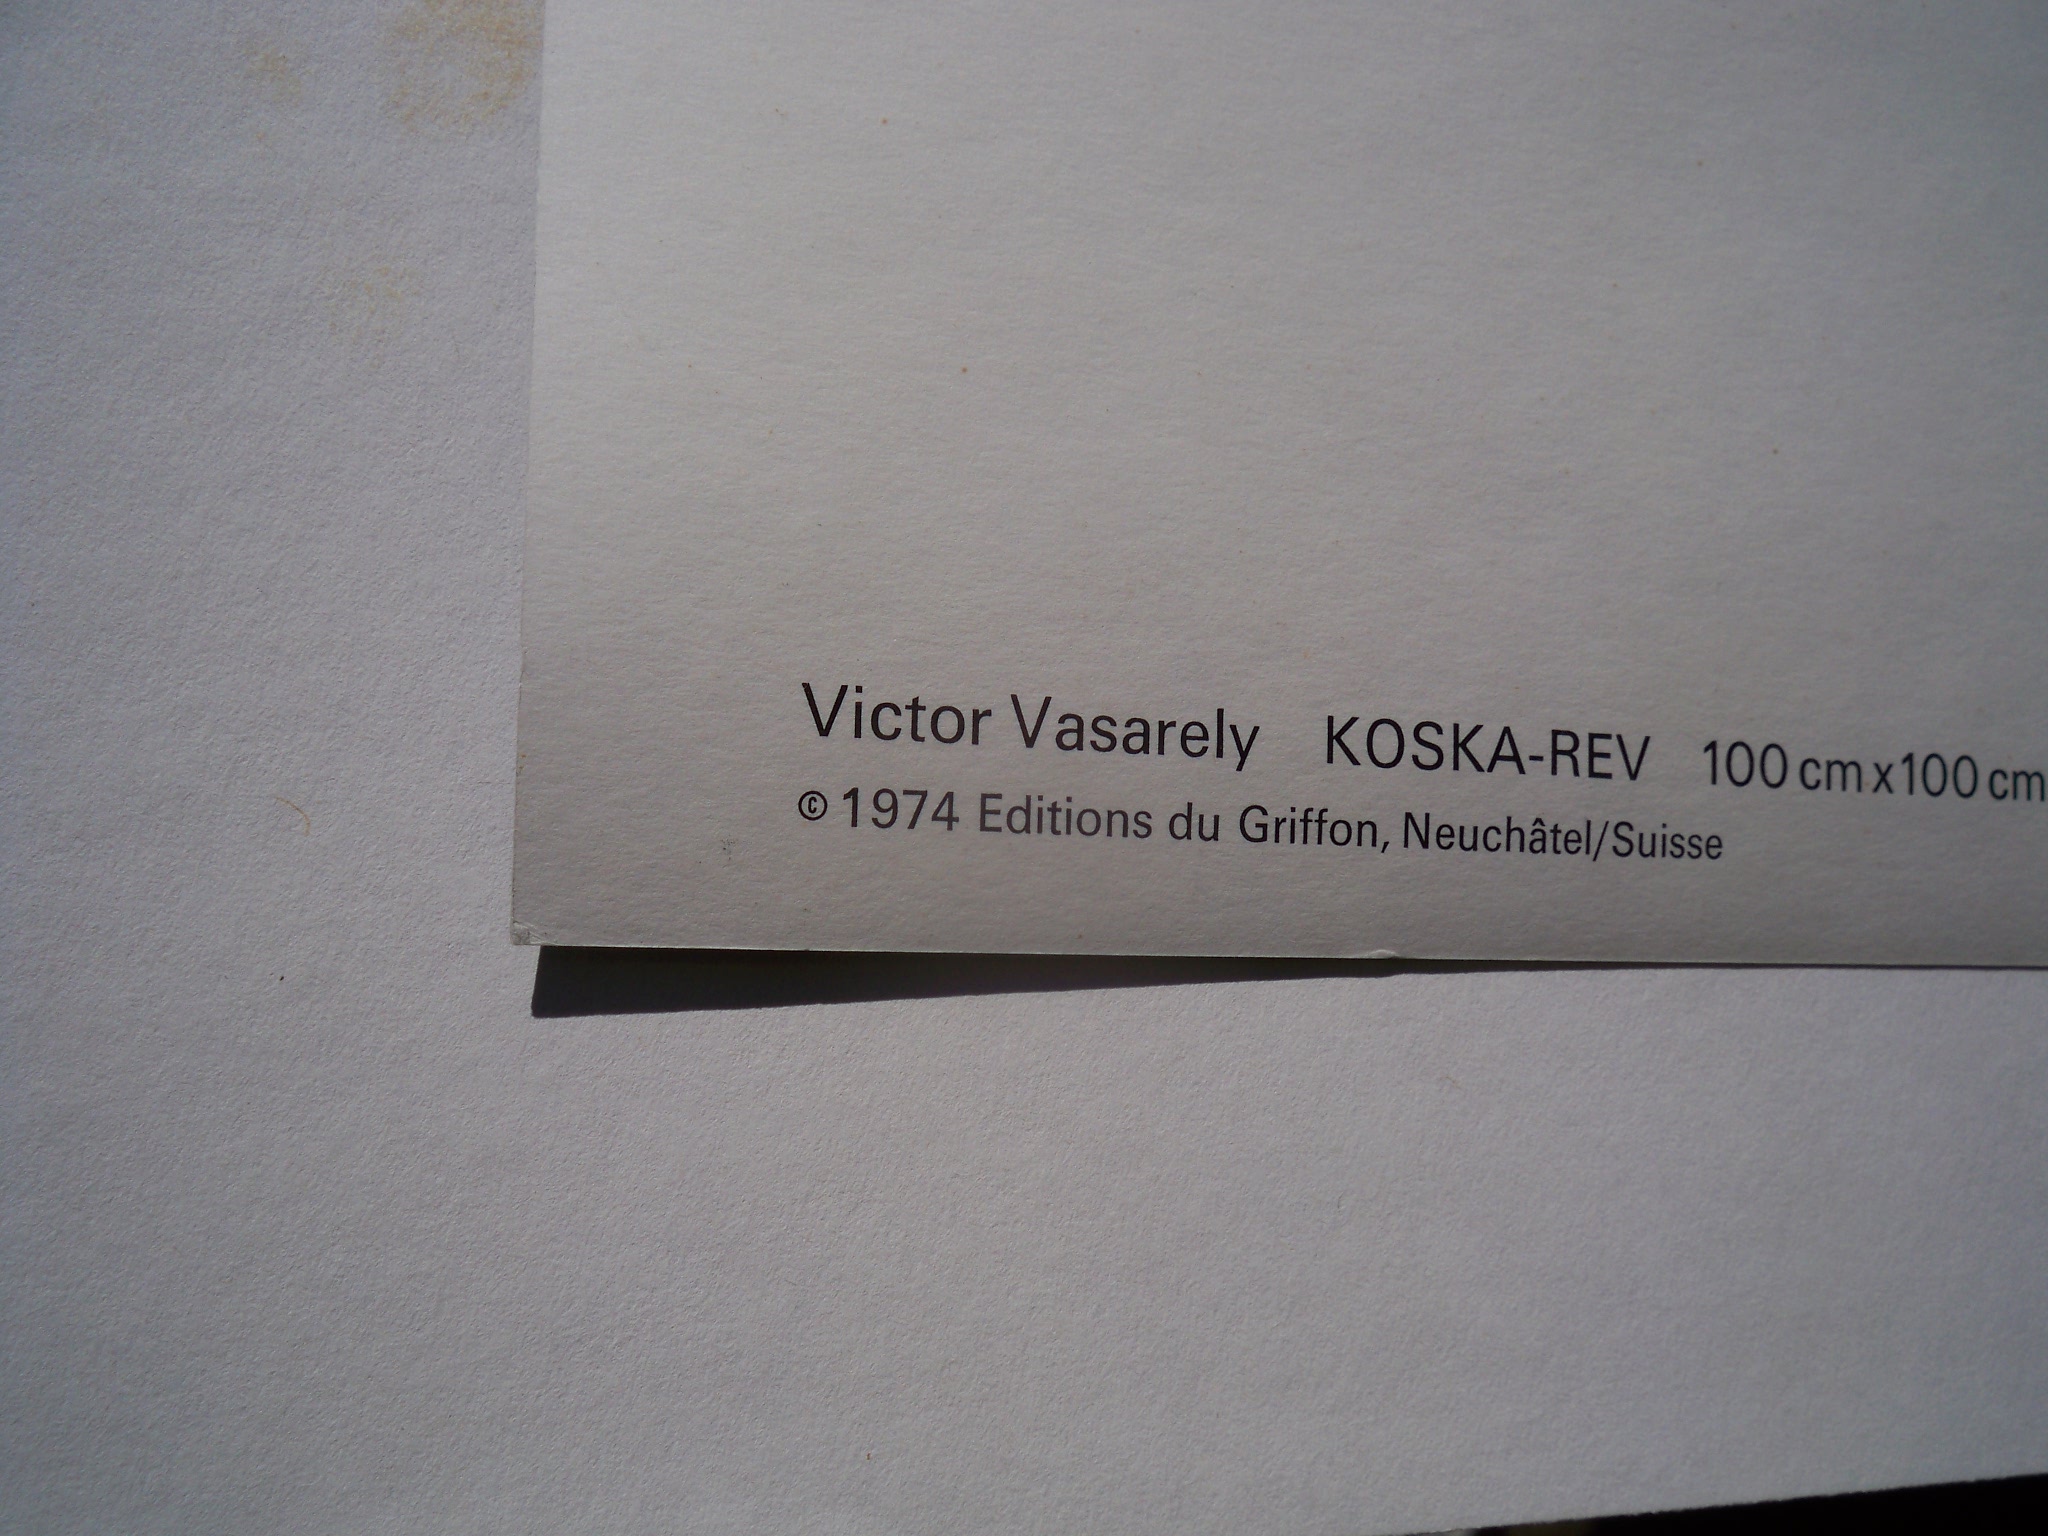 Victor Vasarely KOSKA-REV 100 cm x 100 cm
© 1974 Editions du Griffon, Neuchâtel/Suisse